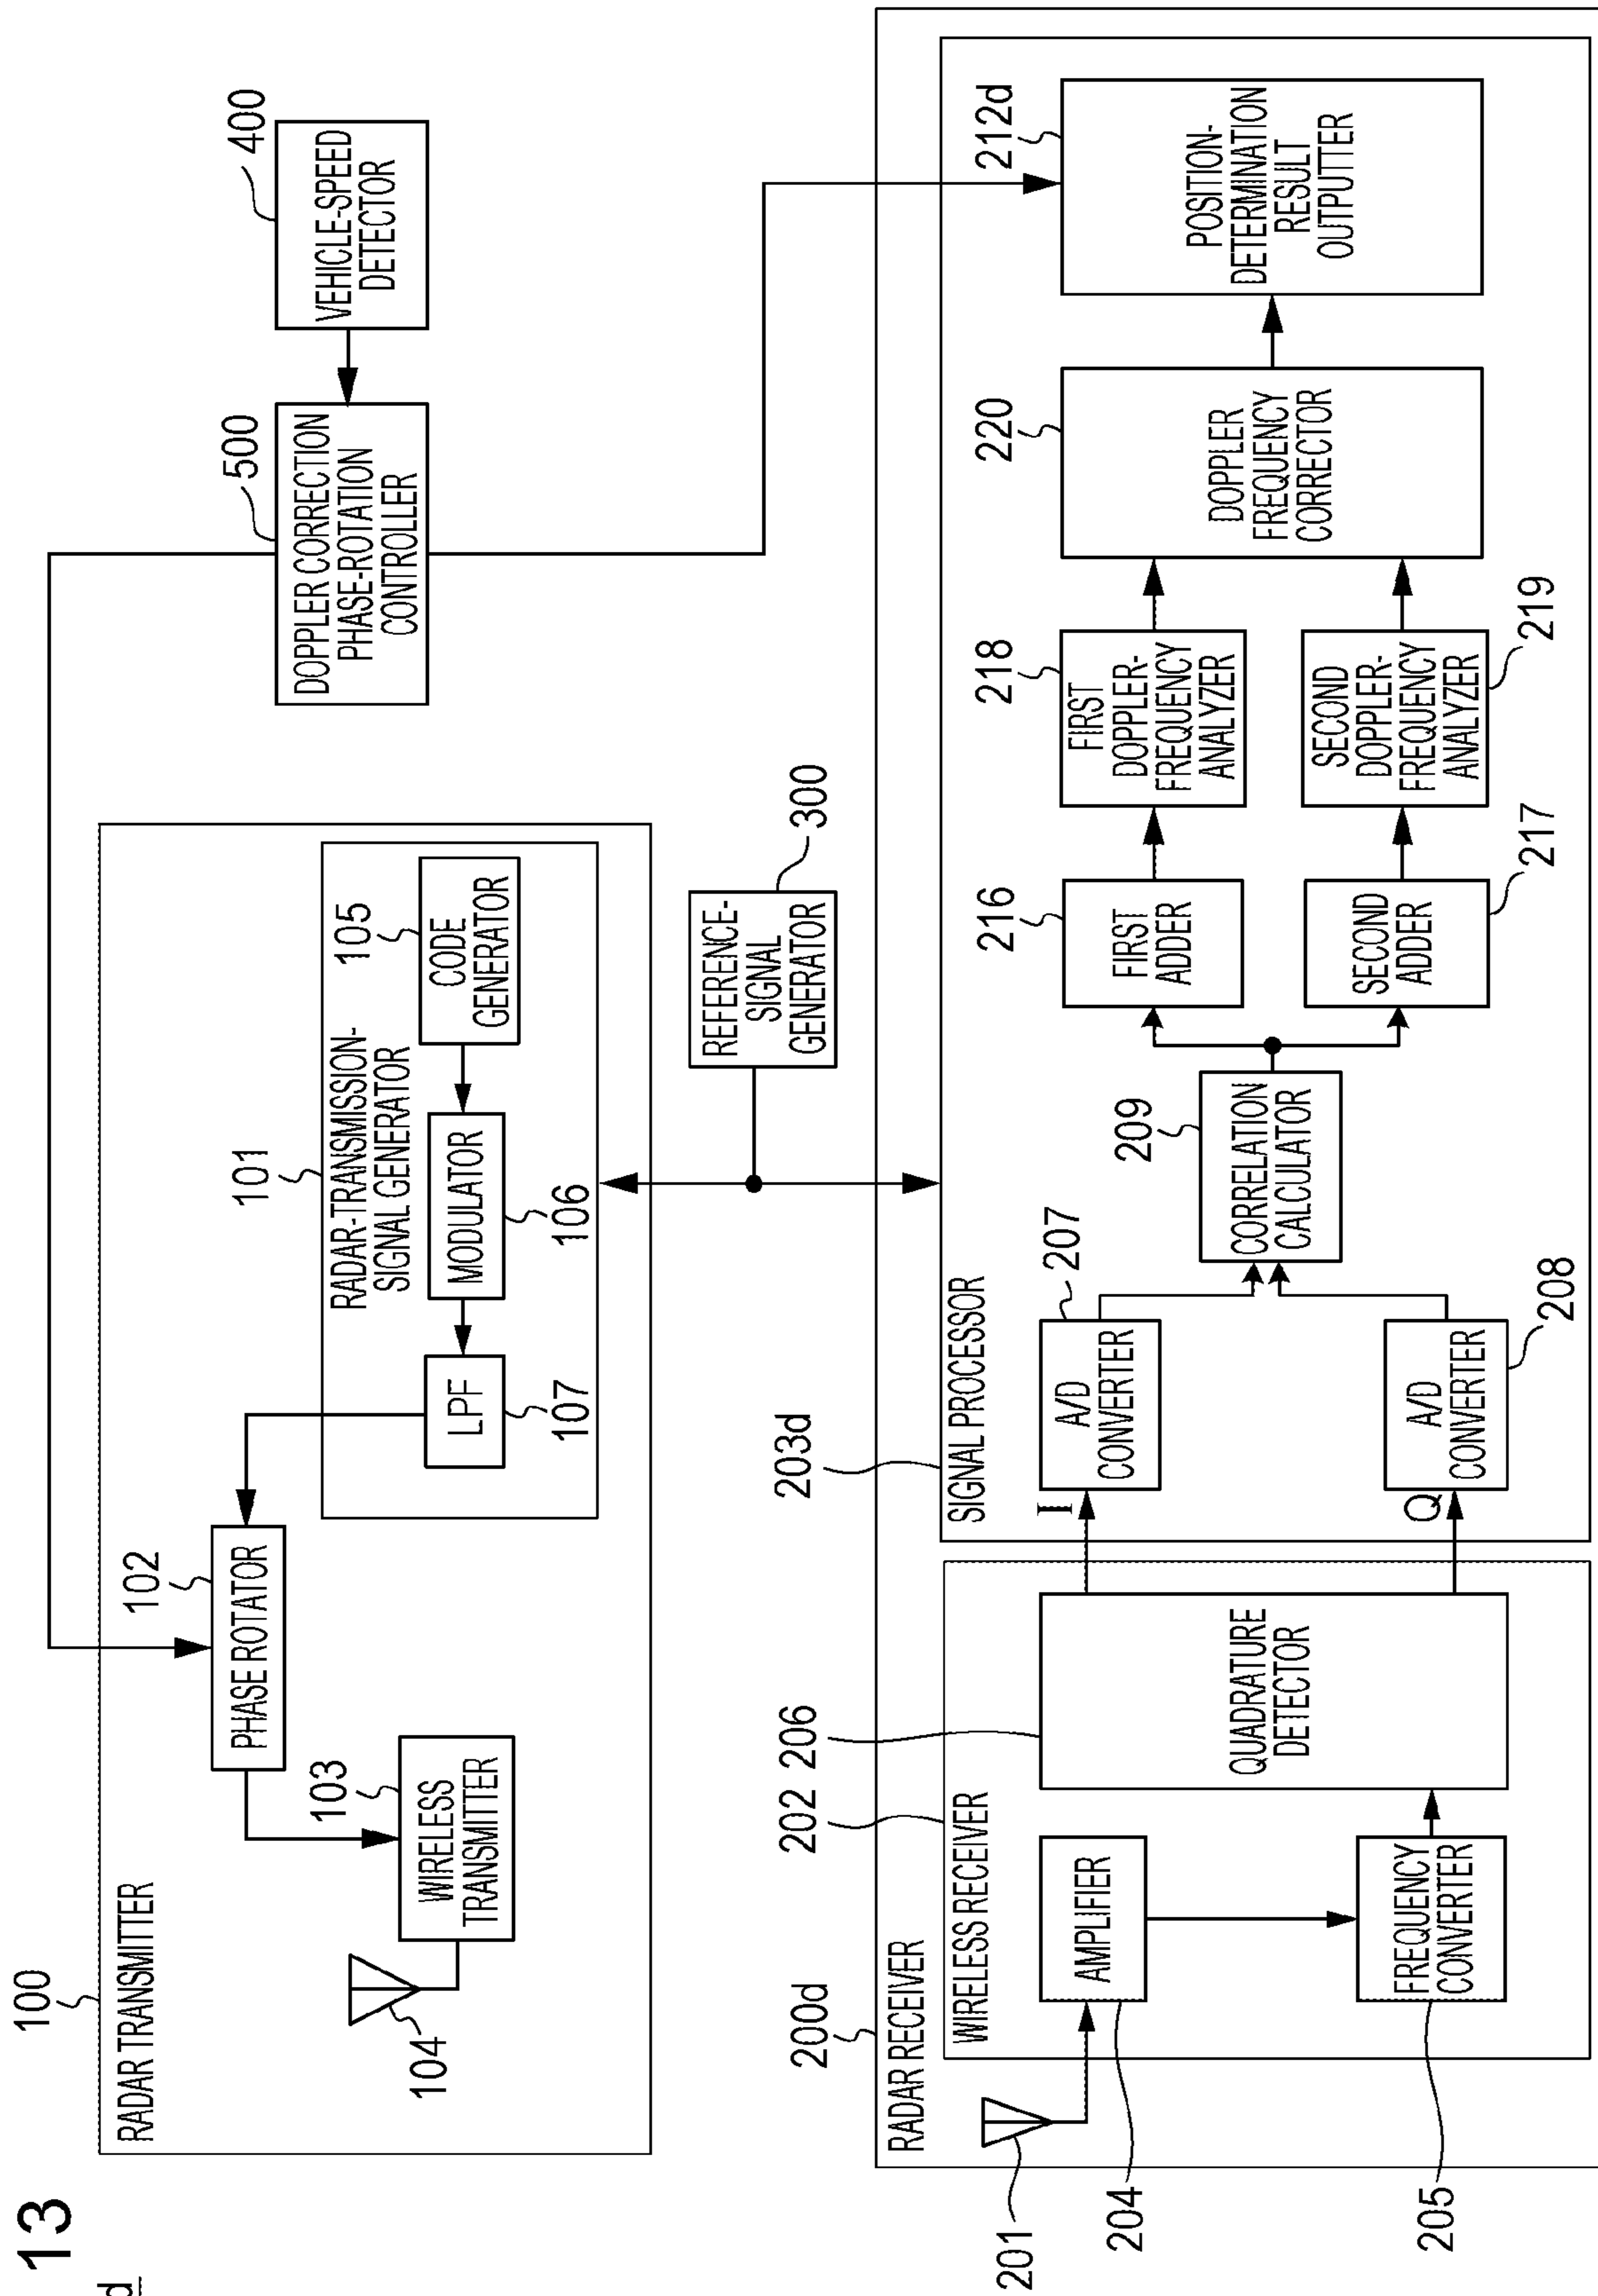 13
d
100
RADAR TRANSMITTER
104
103
WIRELESS
TRANSMITTER
102
PHASE ROTATOR
101
RADAR-TRANSMISSION-
SIGNAL GENERATOR
LPF
107
MODULATOR
106
105
CODE
GENERATOR
500
DOPPLER CORRECTION
PHASE-ROTATION
CONTROLLER
400
VEHICLE-SPEED
DETECTOR
300
REFERENCE-
SIGNAL
GENERATOR
200d
RADAR RECEIVER
201
202
WIRELESS RECEIVER
AMPLIFIER
204
FREQUENCY
CONVERTER
205
206
QUADRATURE
DETECTOR
203d
SIGNAL PROCESSOR
I
Q
A/D
CONVERTER
207
A/D
CONVERTER
208
209
CORRELATION
CALCULATOR
216
FIRST
ADDER
SECOND
ADDER
217
218
FIRST
DOPPLER-
FREQUENCY
ANALYZER
SECOND
DOPPLER-
FREQUENCY
ANALYZER
219
220
DOPPLER
FREQUENCY
CORRECTOR
212d
POSITION-
DETERMINATION
RESULT
OUTPUTTER